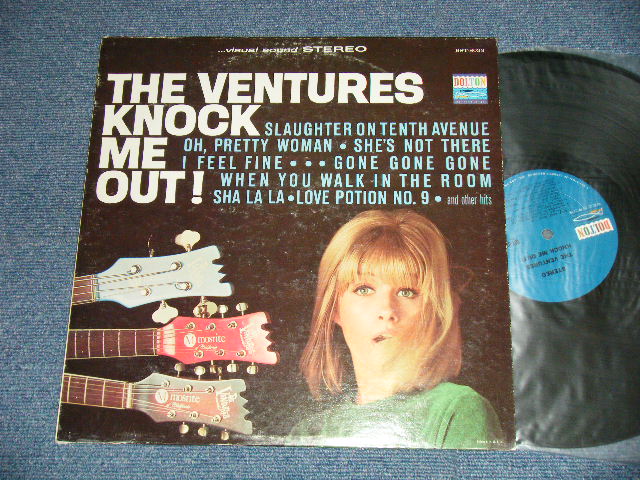 ...visual sound STEREO
DOLTON
THE VENTURES
KNOCK
ME
OUT!
SLAUGHTER ON TENTH AVENUE
OH, PRETTY WOMAN • SHE'S NOT THERE
I FEEL FINE • • • GONE GONE GONE
WHEN YOU WALK IN THE ROOM
SHA LA LA • LOVE POTION NO. 9 • and other hits
mosrite
mosrite
DOLTON
STEREO
THE VENTURES
KNOCK ME OUT